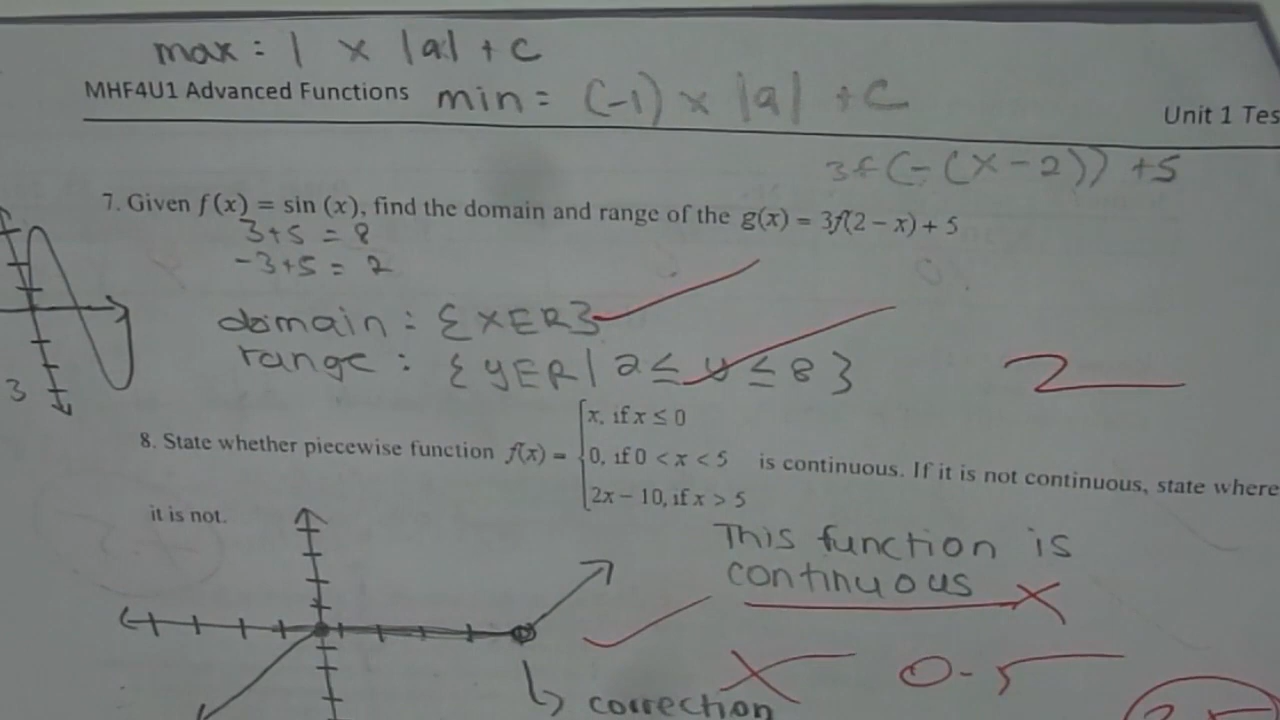 max = 1 × |a| + c
MHF4U1 Advanced Functions min = (-1) × |a| + c
Unit 1 Tes
3f(-(x-2)) + 5
7. Given f(x) = sin (x), find the domain and range of the g(x) = 3f(2 – x) + 5
3+5 = 8
-3+5 = 2
domain : {XER}
range : {yER| 2 ≤ y ≤ 8}
3
2
8. State whether piecewise function f(x) = {x, if x ≤ 0
0, if 0 < x < 5 is continuous. If it is not continuous, state where
2x – 10, if x > 5
it is not.
This function is
continuous
0.5
↳ correction